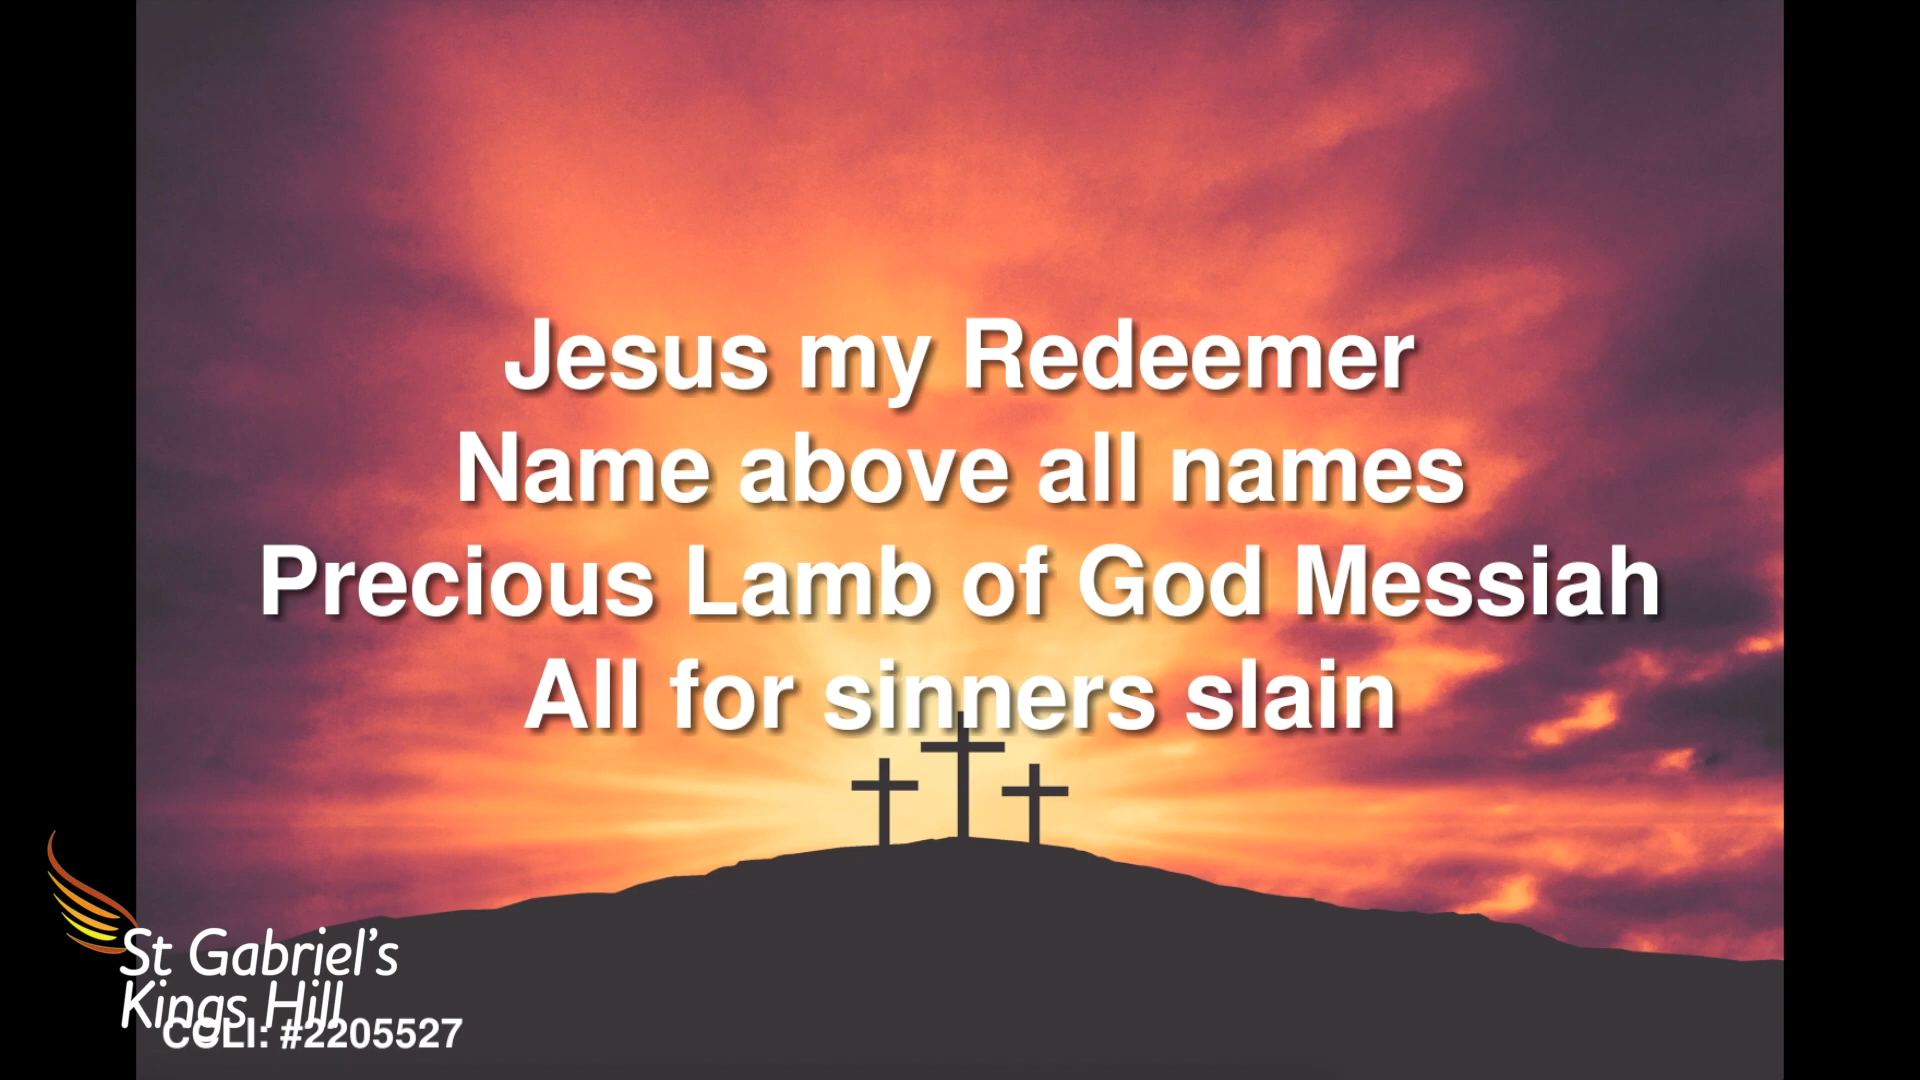 Jesus my Redeemer
Name above all names
Precious Lamb of God Messiah
All for sinners slain
St Gabriel's
Kings Hill
CCLI: #2205527